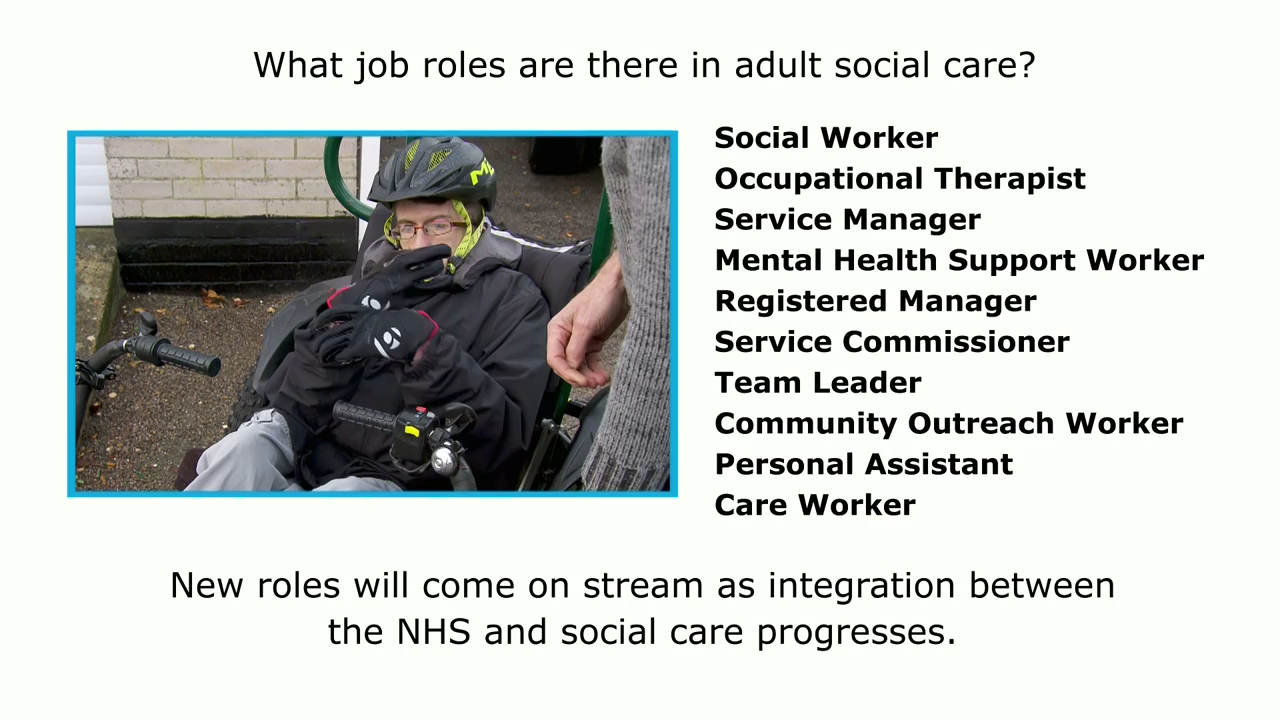 What job roles are there in adult social care?
Social Worker
Occupational Therapist
Service Manager
Mental Health Support Worker
Registered Manager
Service Commissioner
Team Leader
Community Outreach Worker
Personal Assistant
Care Worker
New roles will come on stream as integration between
the NHS and social care progresses.